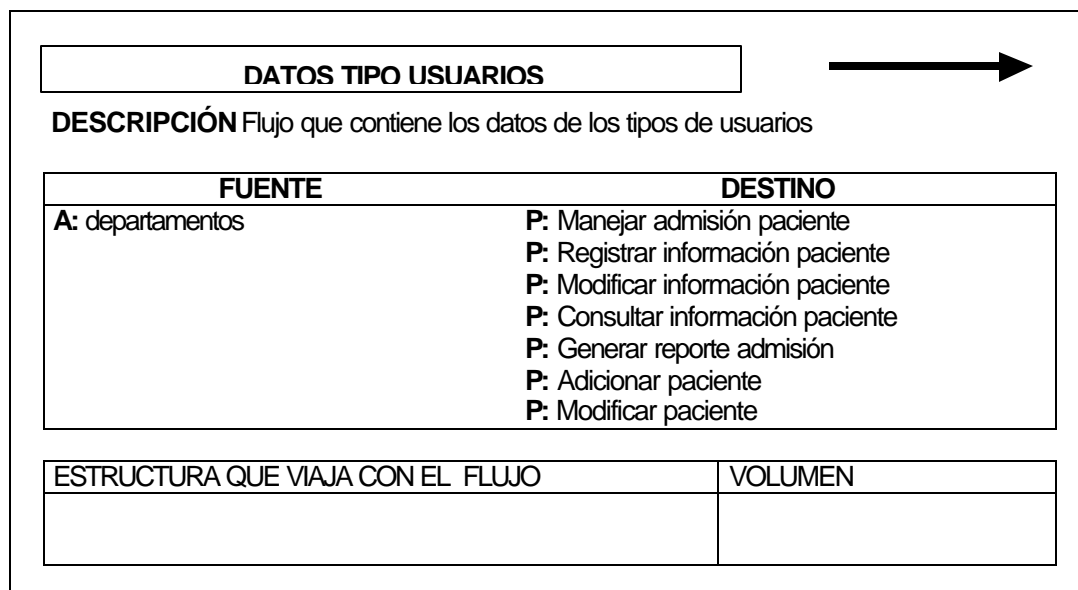 DATOS TIPO USUARIOS
DESCRIPCIÓN Flujo que contiene los datos de los tipos de usuarios
FUENTE DESTINO
A: departamentos P: Manejar admisión paciente
P: Registrar información paciente
P: Modificar información paciente
P: Consultar información paciente
P: Generar reporte admisión
P: Adicionar paciente
P: Modificar paciente
ESTRUCTURA QUE VIAJA CON EL FLUJO VOLUMEN